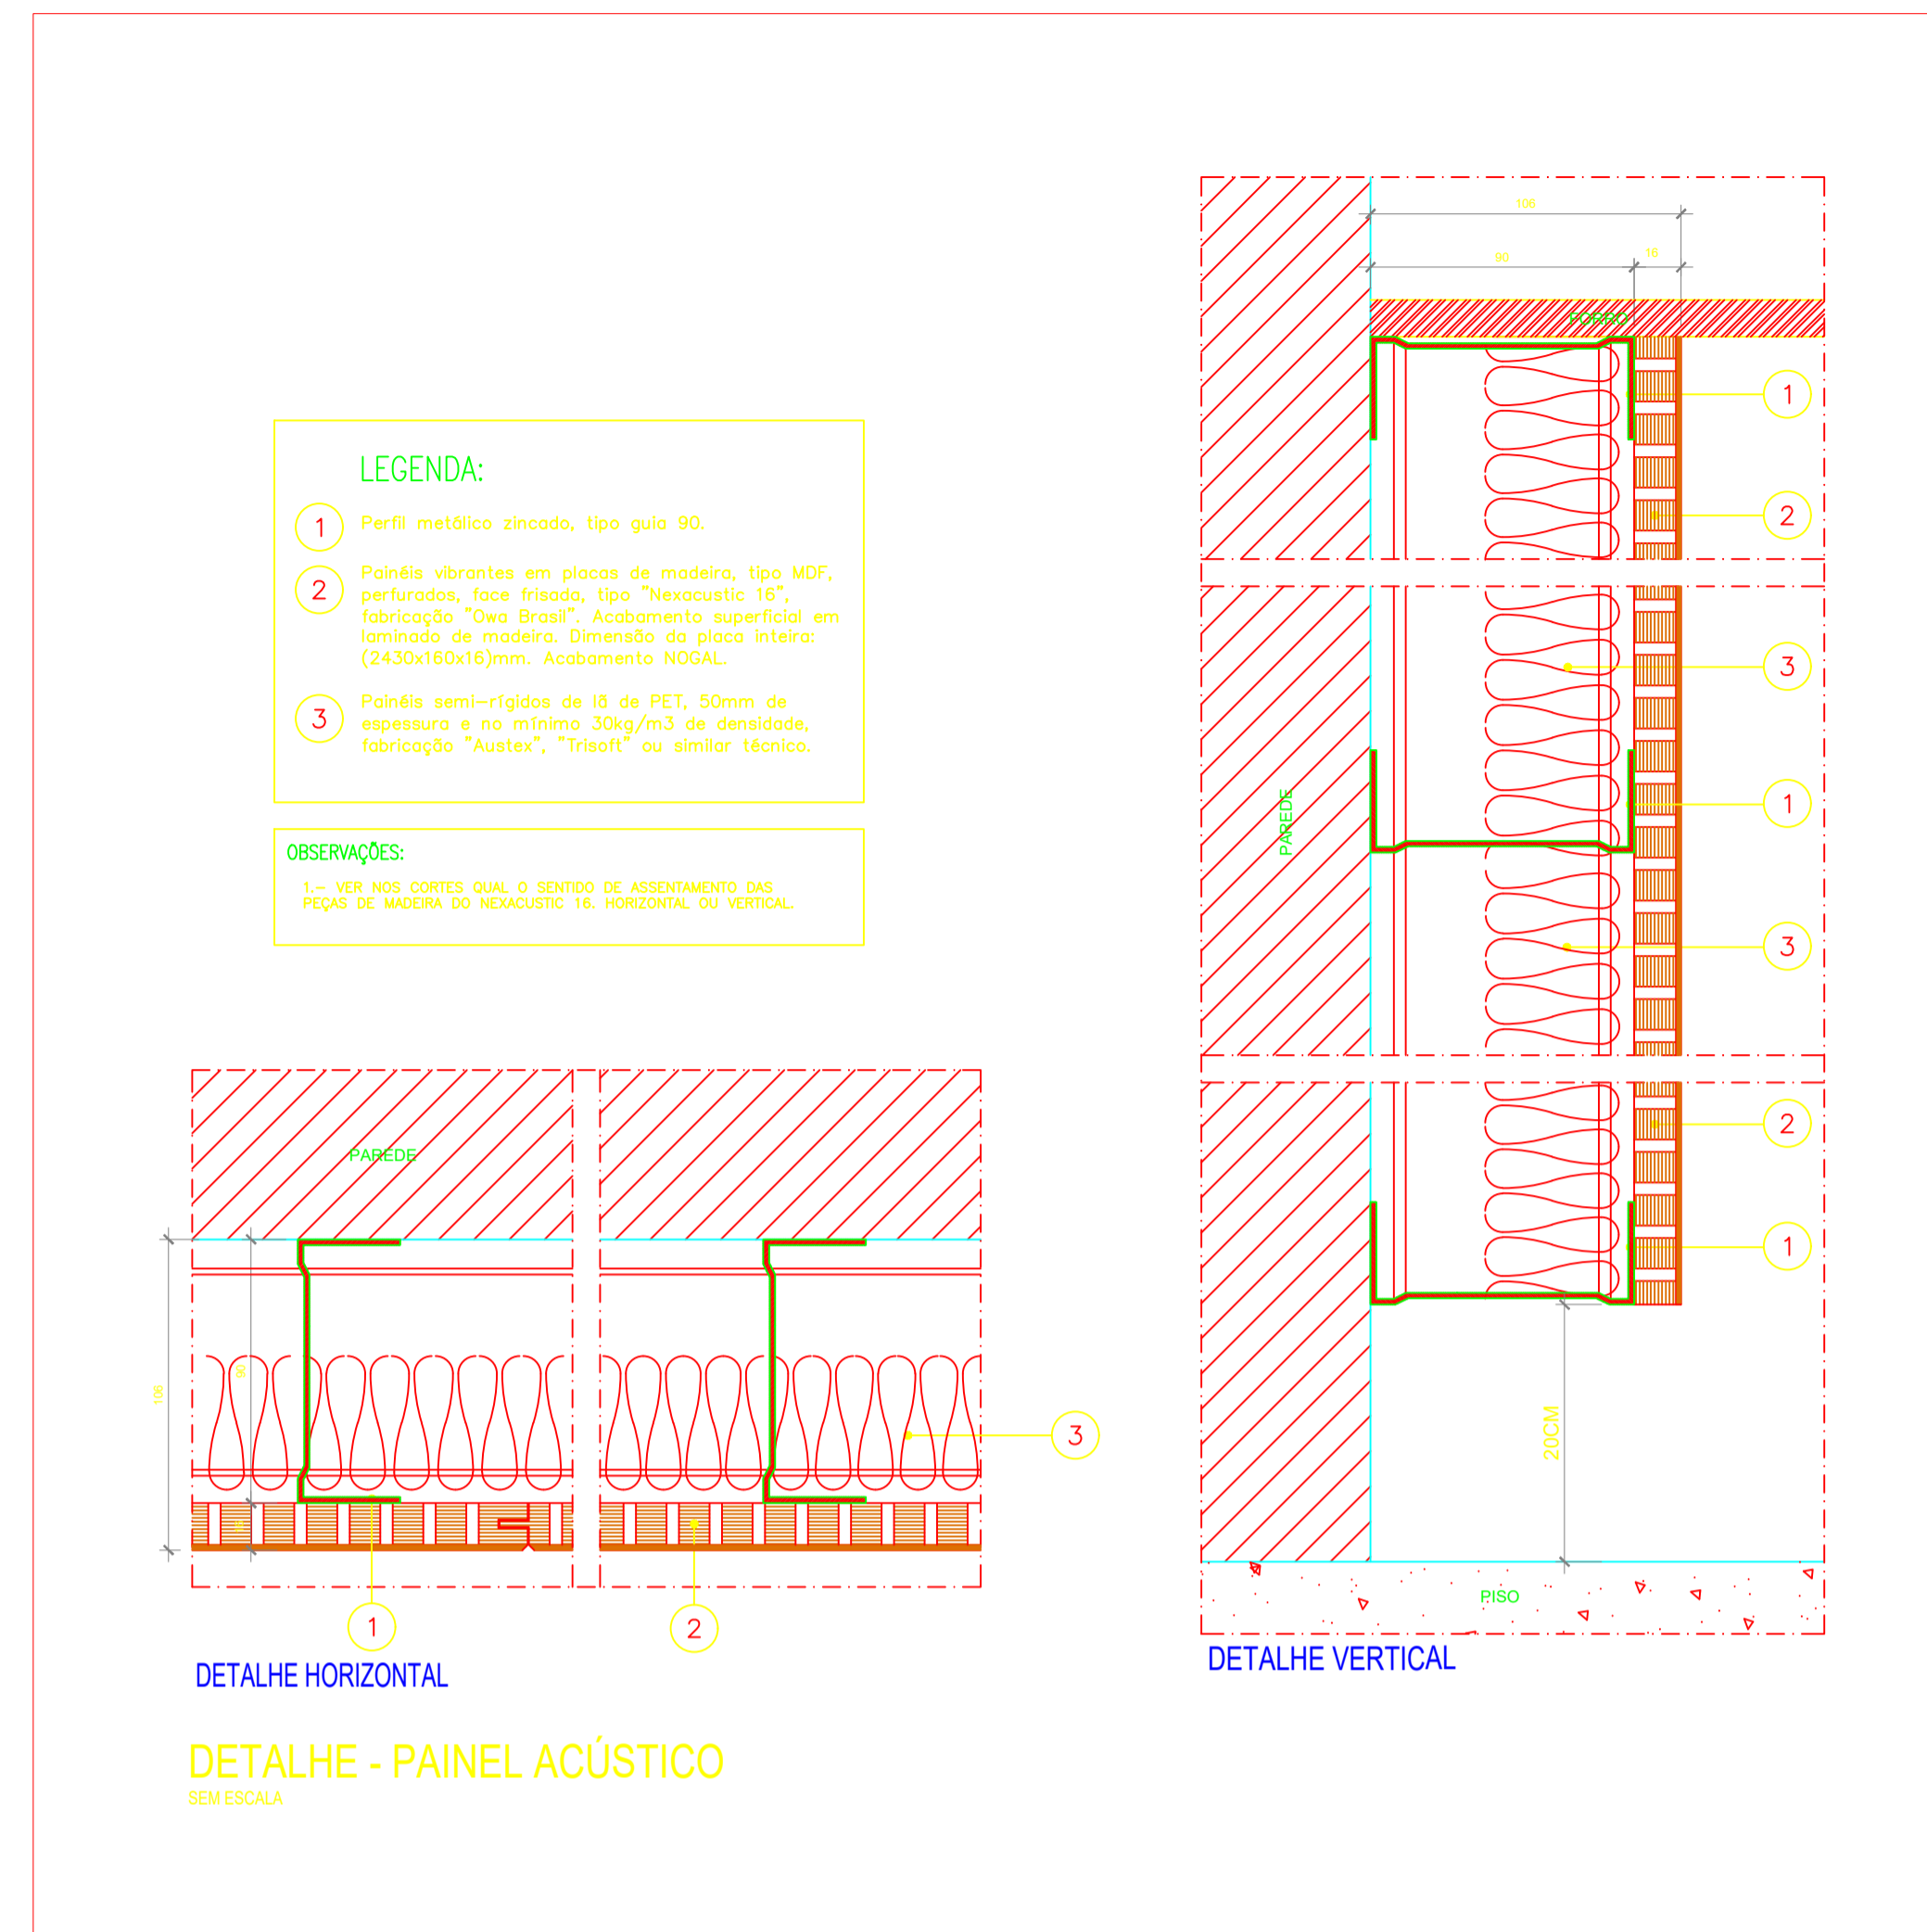 LEGENDA:
1 Perfil metálico zincado, tipo guia 90.
2 Painéis vibrantes em placas de madeira, tipo MDF,
perfurados, face frisada, tipo "Nexacustic 16",
fabricação "Owa Brasil". Acabamento superficial em
laminado de madeira. Dimensão da placa inteira:
(2430x160x16)mm. Acabamento NOGAL.
3 Painéis semi-rígidos de lã de PET, 50mm de
espessura e no mínimo 30kg/m3 de densidade,
fabricação "Austex", "Trisoft" ou similar técnico.
OBSERVAÇÕES:
1.- VER NOS CORTES QUAL O SENTIDO DE ASSENTAMENTO DAS
PEÇAS DE MADEIRA DO NEXACUSTIC 16. HORIZONTAL OU VERTICAL.
PAREDE
106
90
16
3
1
2
DETALHE HORIZONTAL
DETALHE - PAINEL ACÚSTICO
SEM ESCALA
106
90
16
FORRO
1
2
3
PAREDE
1
3
2
1
20CM
PISO
DETALHE VERTICAL